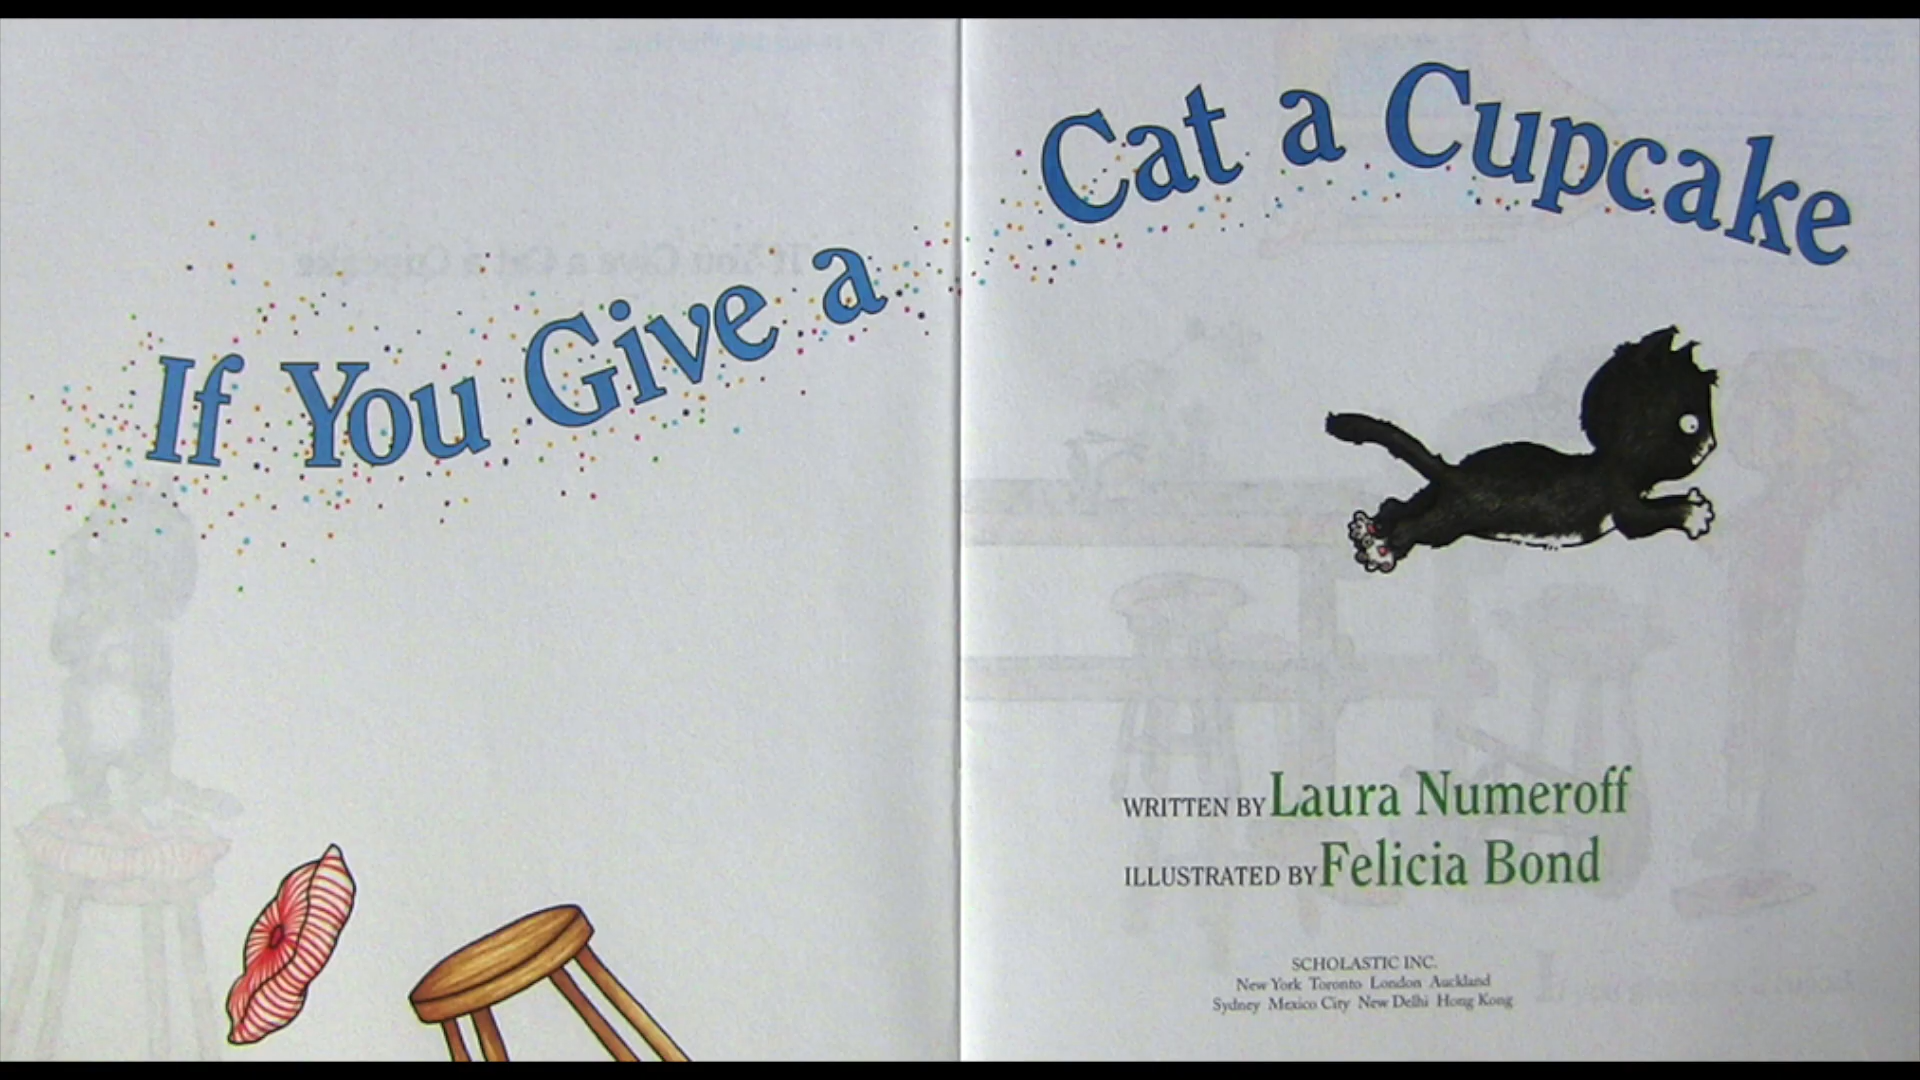 If You Give a Cat a Cupcake
WRITTEN BY Laura Numeroff
ILLUSTRATED BY Felicia Bond
SCHOLASTIC INC.
New York Toronto London Auckland
Sydney Mexico City New Delhi Hong Kong